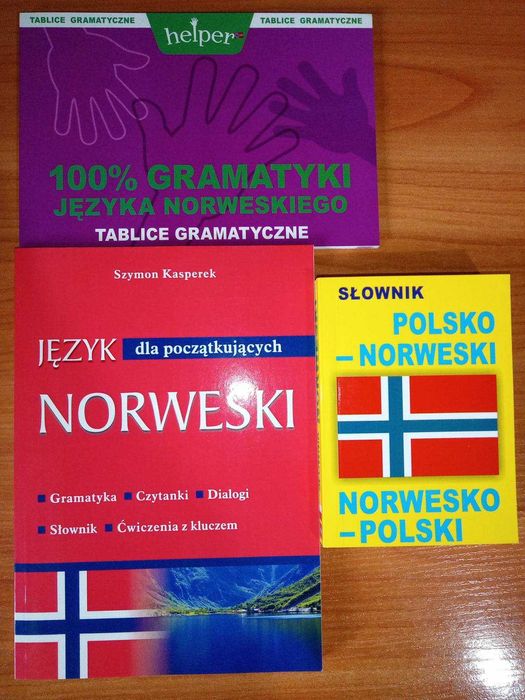 TABLICE GRAMATYCZNE
helper
TABLICE GRAMATYCZNE
100% GRAMATYKI
JĘZYKA NORWESKIEGO
TABLICE GRAMATYCZNE
Szymon Kasperek
JĘZYK dla początkujących
NORWESKI
Gramatyka Czytanki Dialogi
Słownik Ćwiczenia z kluczem
SŁOWNIK
POLSKO
–NORWESKI
NORWESKO
–POLSKI